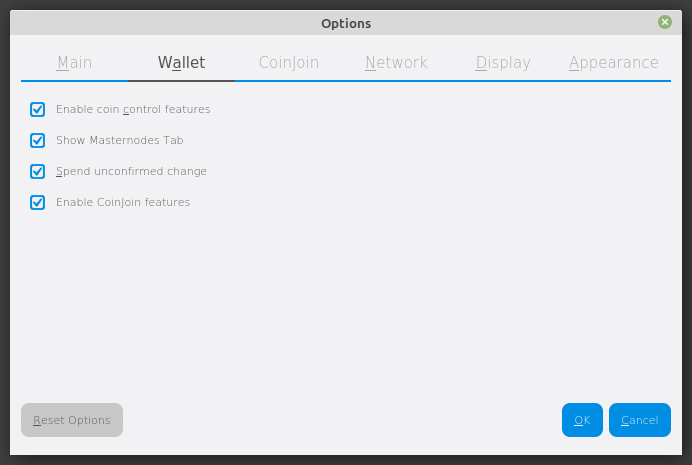 Options
Main Wallet CoinJoin Network Display Appearance
Enable coin control features
Show Masternodes Tab
Spend unconfirmed change
Enable CoinJoin features
Reset Options OK Cancel